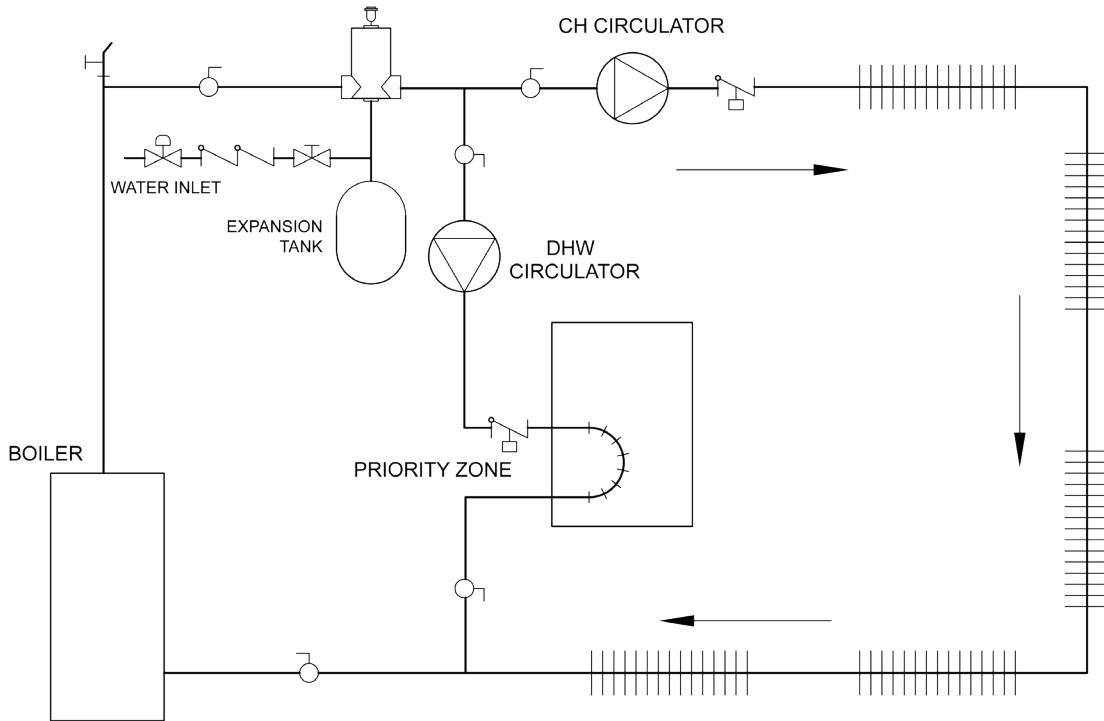 CH CIRCULATOR
WATER INLET
EXPANSION
TANK
DHW
CIRCULATOR
BOILER
PRIORITY ZONE